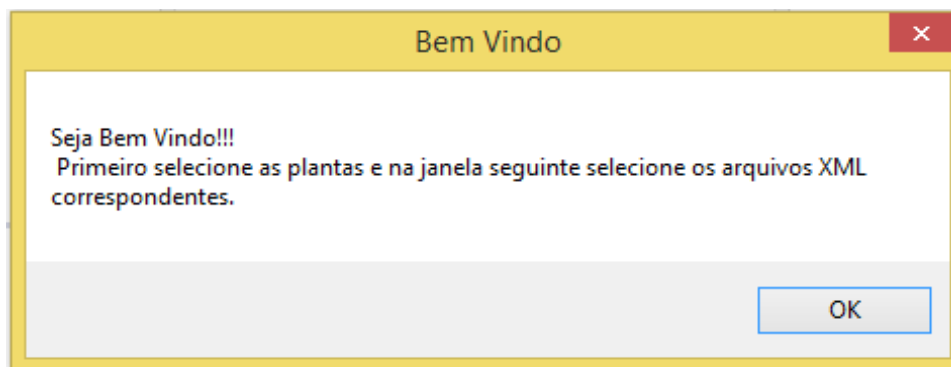 Bem Vindo
Seja Bem Vindo!!!
Primeiro selecione as plantas e na janela seguinte selecione os arquivos XML
correspondentes.
OK